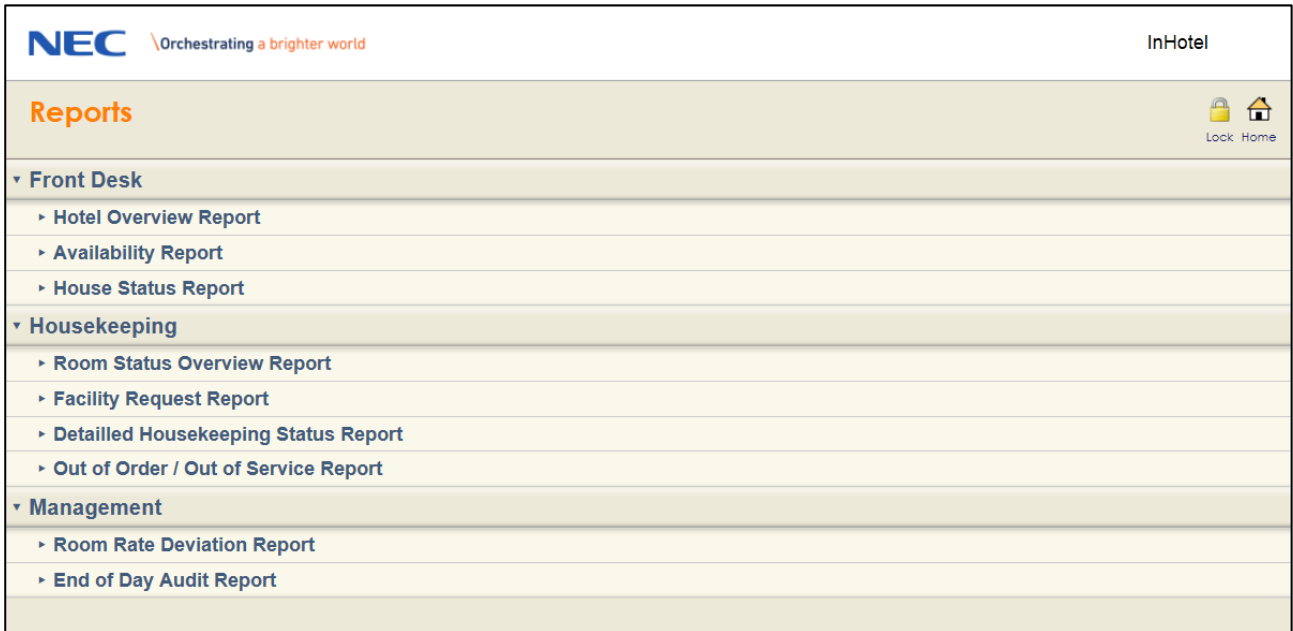 NEC \Orchestrating a brighter world InHotel
Reports
Lock Home
Front Desk
Hotel Overview Report
Availability Report
House Status Report
Housekeeping
Room Status Overview Report
Facility Request Report
Detailled Housekeeping Status Report
Out of Order / Out of Service Report
Management
Room Rate Deviation Report
End of Day Audit Report